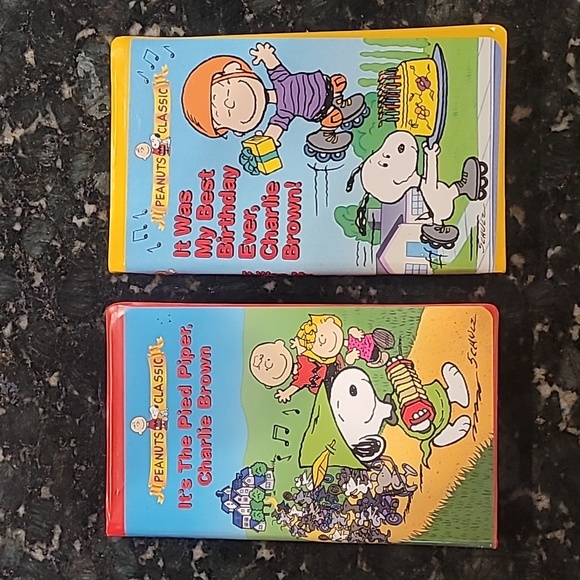 PEANUTS CLASSIC
It Was
My Best
Birthday
Ever,
Charlie
Brown!
SCHULZ
PEANUTS CLASSIC
It's The Pied Piper,
Charlie Brown
SCHULZ